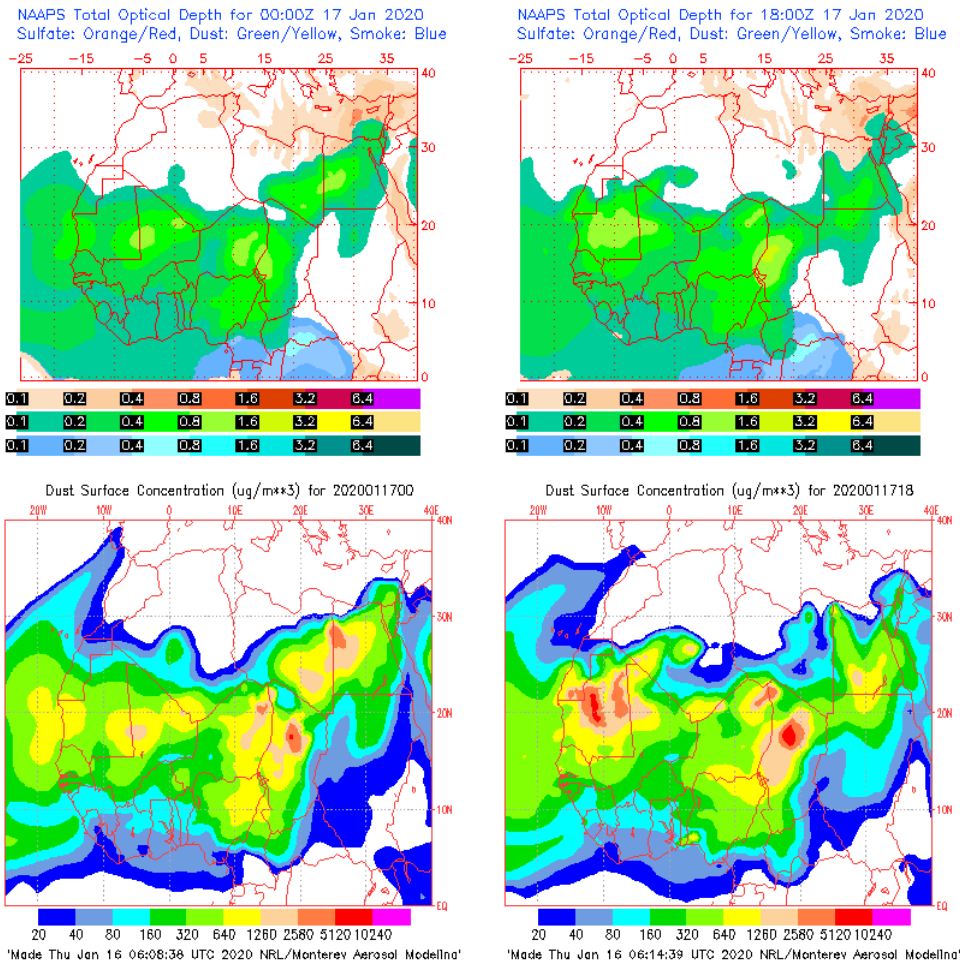 NAAPS Total Optical Depth for 00:00Z 17 Jan 2020
Sulfate: Orange/Red, Dust: Green/Yellow, Smoke: Blue
-25 -15 -5 0 5 15 25 35
40
30
20
10
0
0.1 0.2 0.4 0.8 1.6 3.2 6.4
0.1 0.2 0.4 0.8 1.6 3.2 6.4
0.1 0.2 0.4 0.8 1.6 3.2 6.4
NAAPS Total Optical Depth for 18:00Z 17 Jan 2020
Sulfate: Orange/Red, Dust: Green/Yellow, Smoke: Blue
-25 -15 -5 0 5 15 25 35
40
30
20
10
0
0.1 0.2 0.4 0.8 1.6 3.2 6.4
0.1 0.2 0.4 0.8 1.6 3.2 6.4
0.1 0.2 0.4 0.8 1.6 3.2 6.4
Dust Surface Concentration (ug/m**3) for 2020011700
20W 10W 0 10E 20E 30E 40E
40N
30N
20N
10N
EQ
20 40 80 160 320 640 1260 2580 5120 10240
'Made Thu Jan 16 06:08:36 UTC 2020 NRL/Monterey Aerosol Modeling'
Dust Surface Concentration (ug/m**3) for 2020011718
20W 10W 0 10E 20E 30E 40E
40N
30N
20N
10N
EQ
20 40 80 160 320 640 1260 2580 5120 10240
'Made Thu Jan 16 06:14:39 UTC 2020 NRL/Monterey Aerosol Modeling'